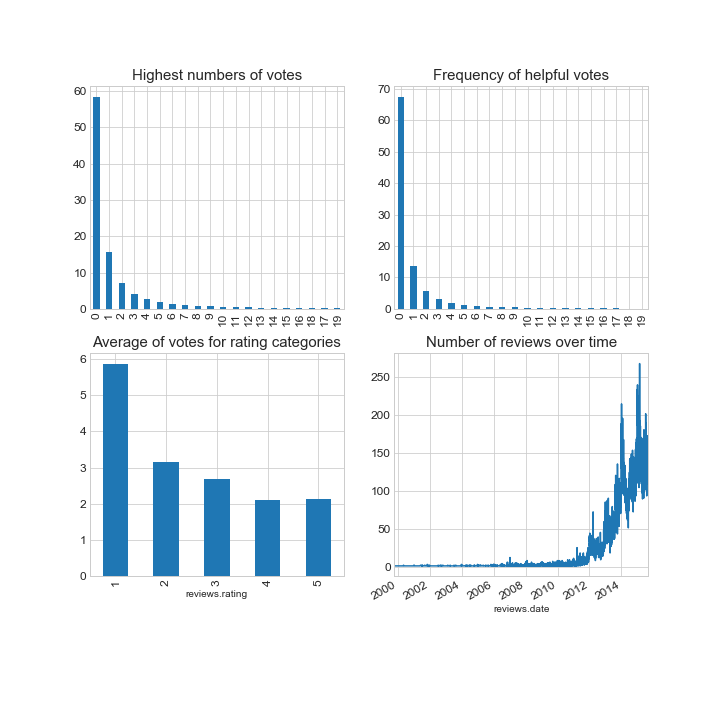 Highest numbers of votes
60
50
40
30
20
10
0
0 1 2 3 4 5 6 7 8 9 10 11 12 13 14 15 16 17 18 19
Frequency of helpful votes
70
60
50
40
30
20
10
0
0 1 2 3 4 5 6 7 8 9 10 11 12 13 14 15 16 17 18 19
Average of votes for rating categories
6
5
4
3
2
1
0
1 2 3 4 5
reviews.rating
Number of reviews over time
250
200
150
100
50
0
2000 2002 2004 2006 2008 2010 2012 2014
reviews.date